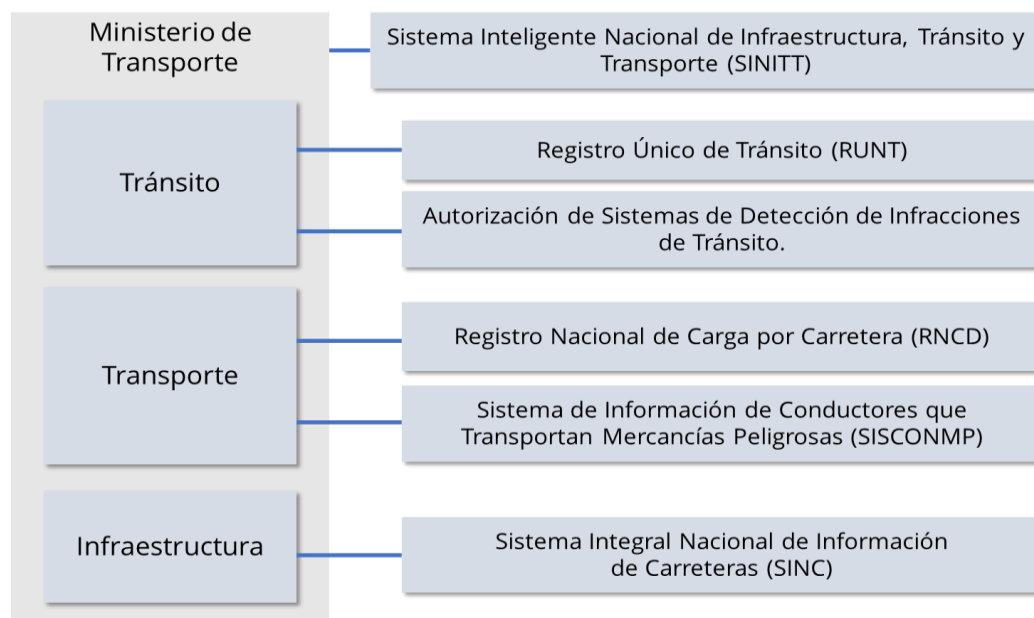 Ministerio de
Transporte
Sistema Inteligente Nacional de Infraestructura, Tránsito y
Transporte (SINITT)
Tránsito
Registro Único de Tránsito (RUNT)
Autorización de Sistemas de Detección de Infracciones
de Tránsito.
Transporte
Registro Nacional de Carga por Carretera (RNCD)
Sistema de Información de Conductores que
Transportan Mercancías Peligrosas (SISCONMP)
Infraestructura
Sistema Integral Nacional de Información
de Carreteras (SINC)